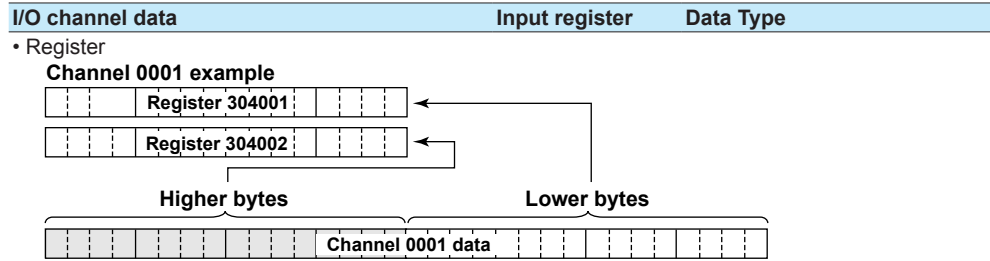 I/O channel data Input register Data Type
• Register
Channel 0001 example
Register 304001
Register 304002
Higher bytes Lower bytes
Channel 0001 data